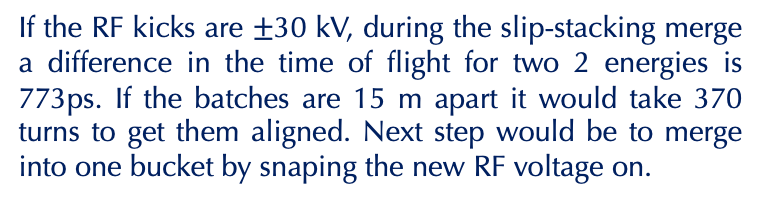 If the RF kicks are ±30 kV, during the slip-stacking merge
a difference in the time of flight for two 2 energies is
773ps. If the batches are 15 m apart it would take 370
turns to get them aligned. Next step would be to merge
into one bucket by snaping the new RF voltage on.